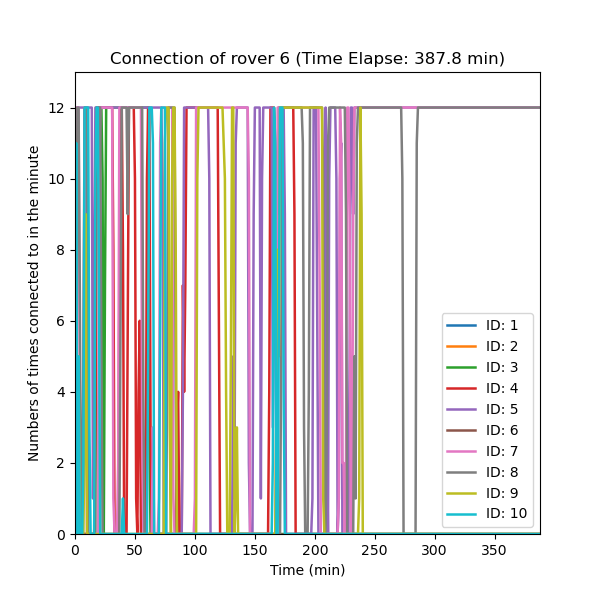 Connection of rover 6 (Time Elapse: 387.8 min)
Numbers of times connected to in the minute
12
10
8
6
4
2
0
0 50 100 150 200 250 300 350
Time (min)
ID: 1
ID: 2
ID: 3
ID: 4
ID: 5
ID: 6
ID: 7
ID: 8
ID: 9
ID: 10